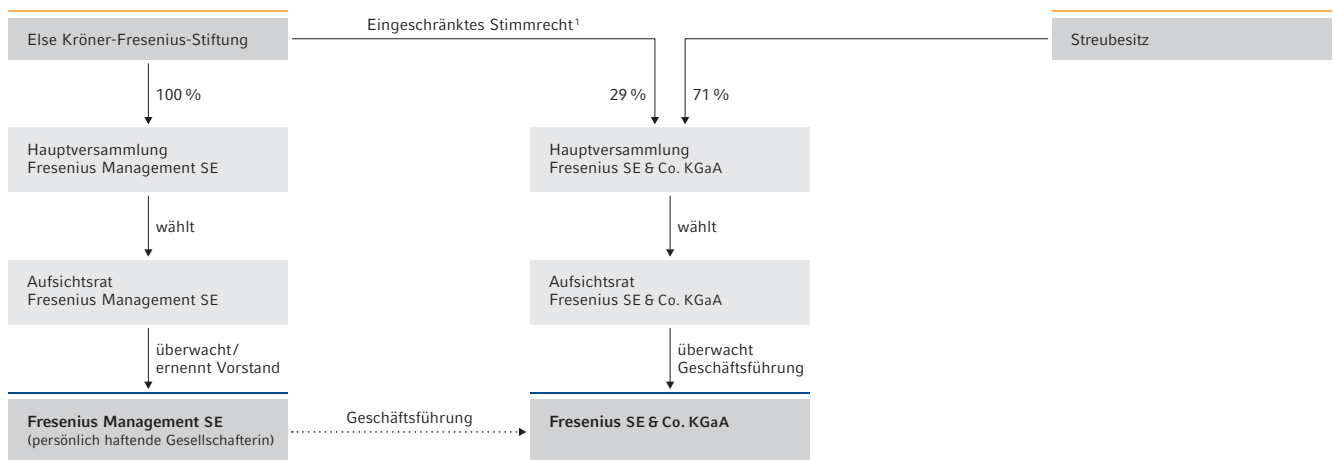 Else Kröner-Fresenius-Stiftung
Eingeschränktes Stimmrecht¹
Streubesitz
100 %
29 %
71 %
Hauptversammlung
Fresenius Management SE
Hauptversammlung
Fresenius SE & Co. KGaA
wählt
wählt
Aufsichtsrat
Fresenius Management SE
Aufsichtsrat
Fresenius SE & Co. KGaA
überwacht/
ernennt Vorstand
überwacht
Geschäftsführung
Fresenius Management SE
(persönlich haftende Gesellschafterin)
Geschäftsführung
Fresenius SE & Co. KGaA